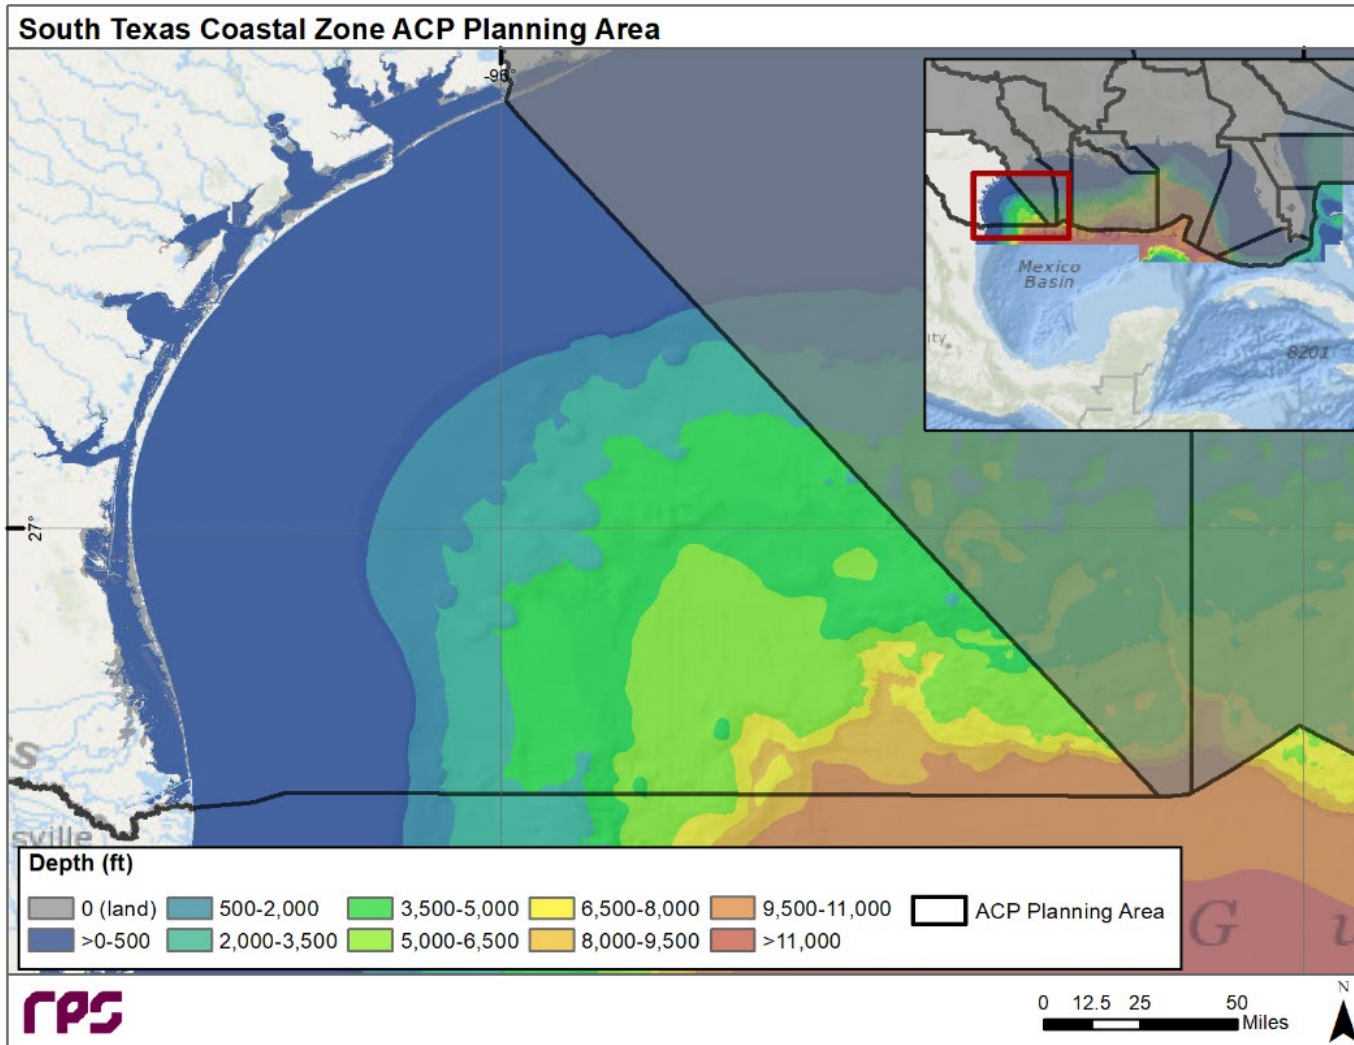 South Texas Coastal Zone ACP Planning Area
-96°
Mexico
Basin
ity
8201
27°
is
sville
Depth (ft)
0 (land)
500-2,000
3,500-5,000
6,500-8,000
9,500-11,000
ACP Planning Area
>0-500
2,000-3,500
5,000-6,500
8,000-9,500
>11,000
G u
rps
0 12.5 25 50
Miles
N